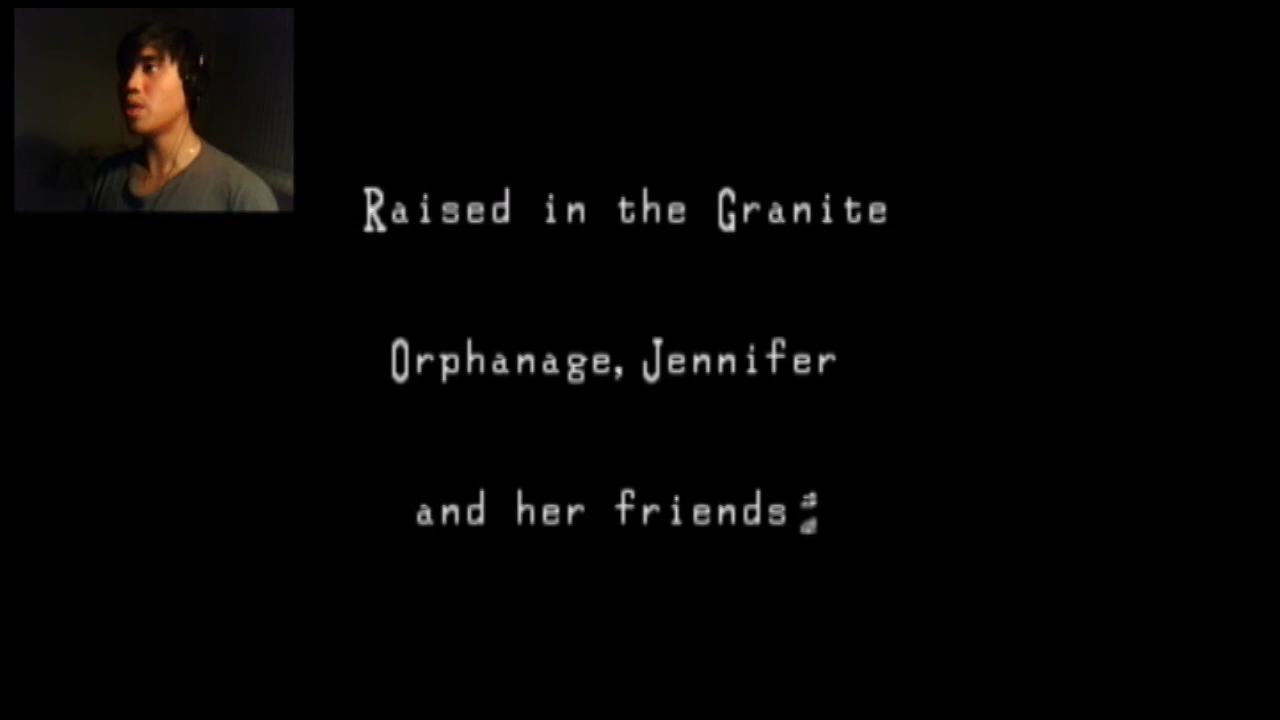 Raised in the Granite
Orphanage, Jennifer
and her friends